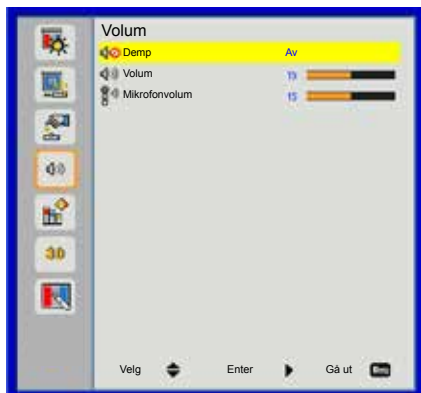 Volum
Demp Av
Volum 15
Mikrofonvolum 15
3D
Velg Enter Gå ut